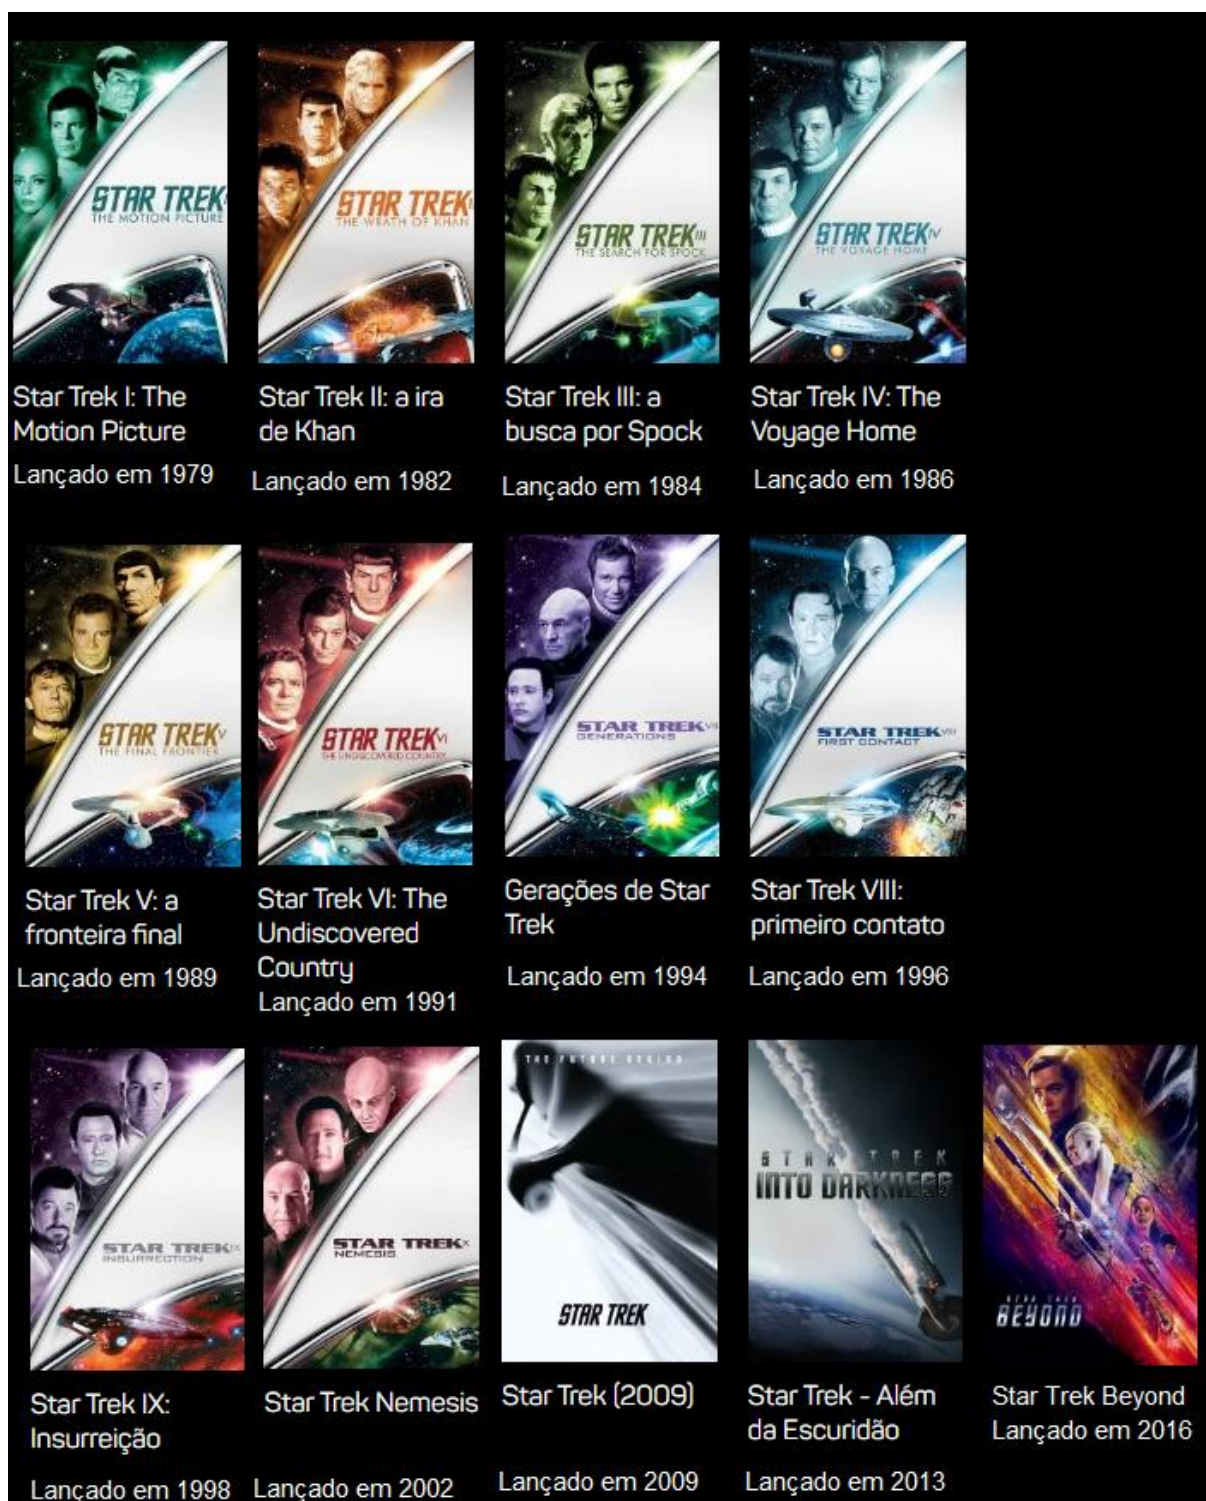 STAR TREK
THE MOTION PICTURE
STAR TREK
THE WRATH OF KHAN
STAR TREK III
THE SEARCH FOR SPOCK
STAR TREK IV
THE VOYAGE HOME
Star Trek I: The
Motion Picture
Lançado em 1979
Star Trek II: a ira
de Khan
Lançado em 1982
Star Trek III: a
busca por Spock
Lançado em 1984
Star Trek IV: The
Voyage Home
Lançado em 1986
STAR TREK V
THE FINAL FRONTIER
STAR TREK VI
THE UNDISCOVERED COUNTRY
STAR TREK VII
GENERATIONS
STAR TREK VIII
FIRST CONTACT
Star Trek V: a
fronteira final
Lançado em 1989
Star Trek VI: The
Undiscovered
Country
Lançado em 1991
Gerações de Star
Trek
Lançado em 1994
Star Trek VIII:
primeiro contato
Lançado em 1996
STAR TREK IX
INSURRECTION
STAR TREK X
NEMESIS
THE FUTURE BEGINS.
STAR TREK
STAR TREK
INTO DARKNESS
STAR TREK
BEYOND
Star Trek IX:
Insurreição
Lançado em 1998
Star Trek Nemesis
Lançado em 2002
Star Trek (2009)
Lançado em 2009
Star Trek - Além
da Escuridão
Lançado em 2013
Star Trek Beyond
Lançado em 2016